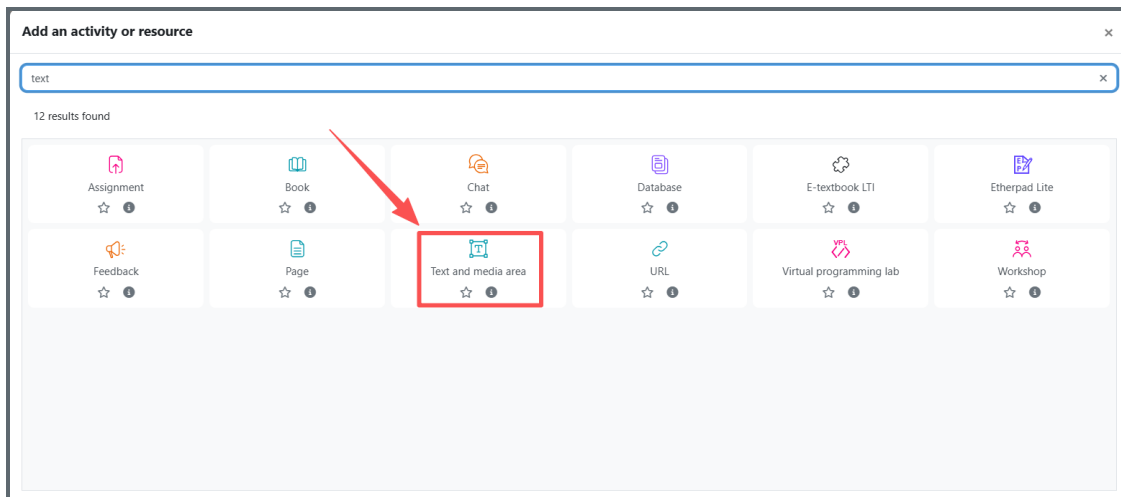 Add an activity or resource
text
12 results found
Assignment
Book
Chat
Database
E-textbook LTI
Etherpad Lite
Feedback
Page
Text and media area
URL
VPL
Virtual programming lab
Workshop